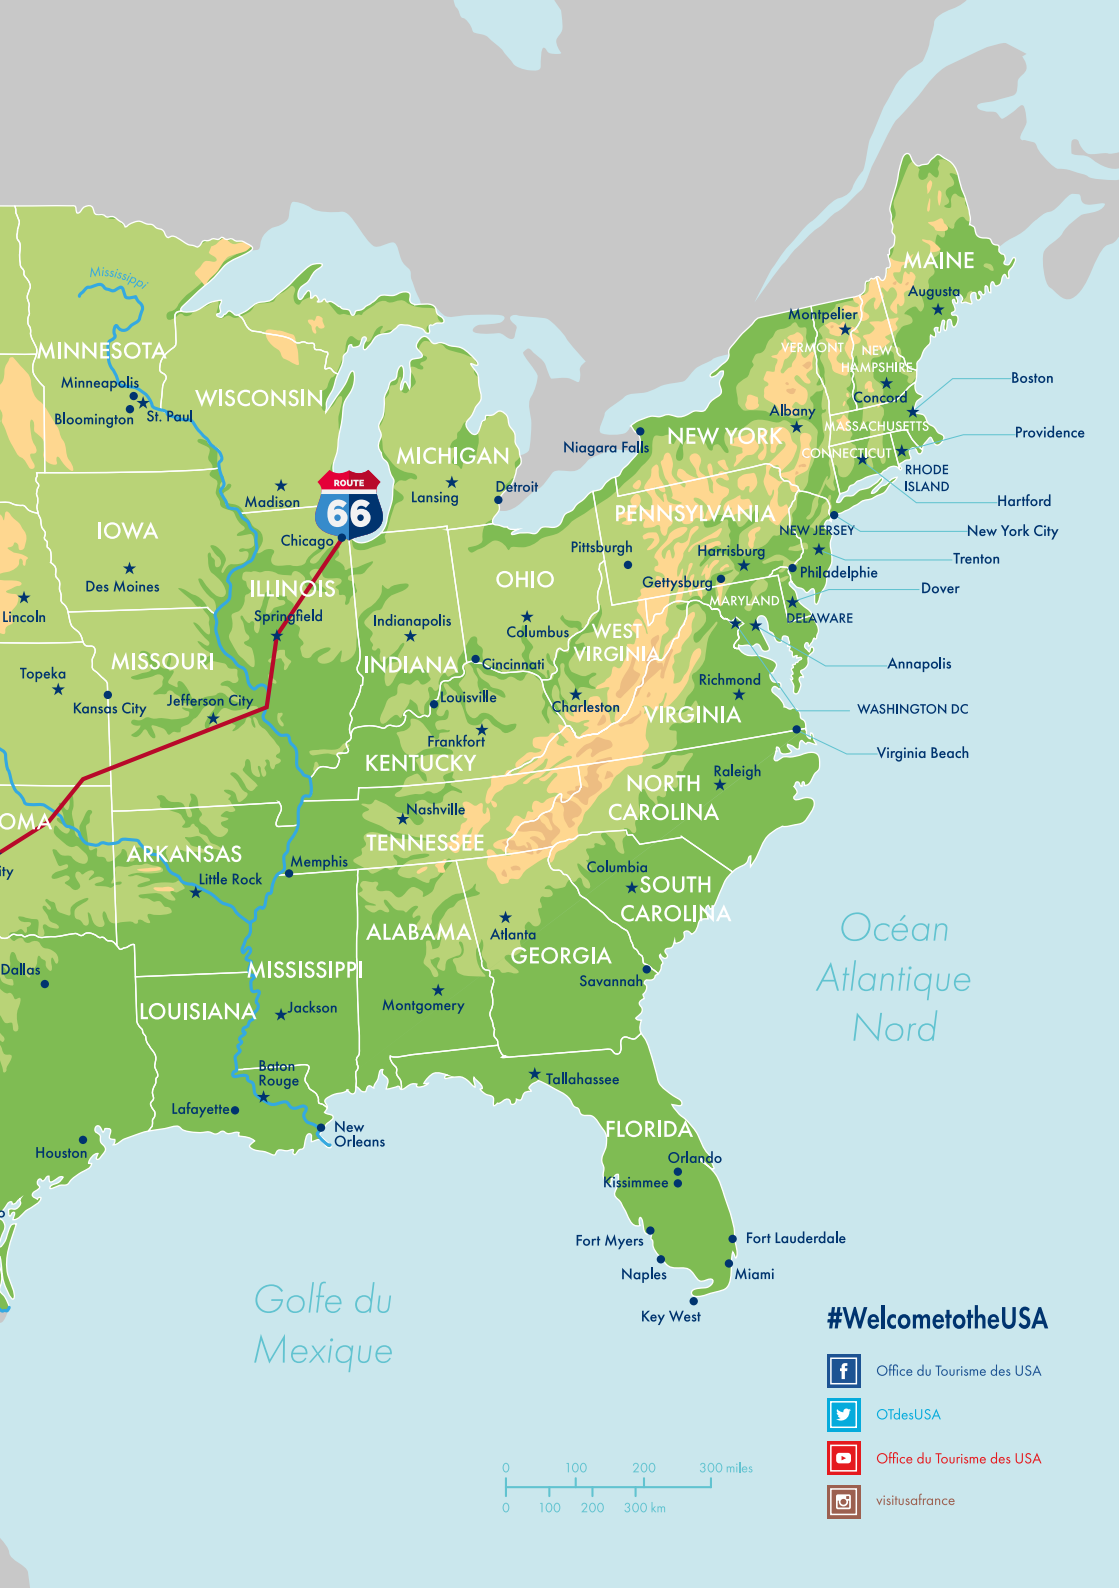 MAINE
Augusta
Mississippi
Montpelier
VERMONT
NEW
HAMPSHIRE
Concord
MINNESOTA
Minneapolis
Bloomington
St. Paul
WISCONSIN
Boston
Albany
MASSACHUSETTS
Providence
NEW YORK
Niagara Falls
CONNECTICUT
RHODE
ISLAND
MICHIGAN
Lansing
Detroit
Madison
ROUTE
66
Hartford
PENNSYLVANIA
NEW JERSEY
New York City
IOWA
Chicago
Pittsburgh
Harrisburg
Trenton
Des Moines
ILLINOIS
OHIO
Gettysburg
Philadelphie
Dover
Lincoln
Springfield
Indianapolis
Columbus
WEST
VIRGINIA
MARYLAND
DELAWARE
MISSOURI
INDIANA
Cincinnati
Annapolis
Topeka
Kansas City
Jefferson City
Louisville
Charleston
Richmond
VIRGINIA
WASHINGTON DC
Frankfort
KENTUCKY
Virginia Beach
NORTH
CAROLINA
Raleigh
OMA
Nashville
TENNESSEE
ARKANSAS
Memphis
Little Rock
ity
Columbia
SOUTH
CAROLINA
ALABAMA
Atlanta
GEORGIA
Océan
Atlantique
Nord
Dallas
MISSISSIPPI
Savannah
LOUISIANA
Jackson
Montgomery
Baton
Rouge
Tallahassee
Lafayette
New
Orleans
FLORIDA
Houston
Orlando
Kissimmee
Fort Myers
Fort Lauderdale
Naples
Miami
Key West
Golfe du
Mexique
#WelcometotheUSA
Office du Tourisme des USA
OTdesUSA
Office du Tourisme des USA
visitusafrance
0 100 200 300 miles
0 100 200 300 km